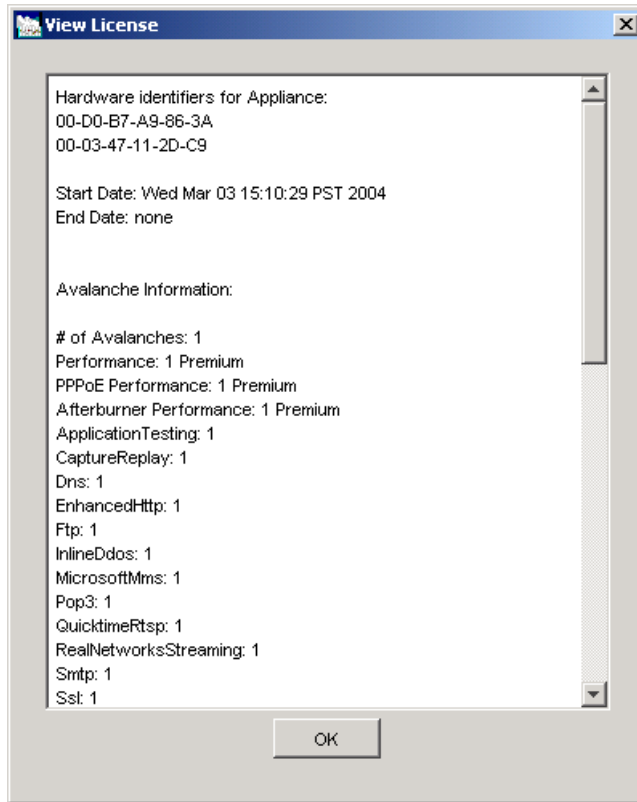 View License
Hardware identifiers for Appliance:
00-D0-B7-A9-86-3A
00-03-47-11-2D-C9
Start Date: Wed Mar 03 15:10:29 PST 2004
End Date: none
Avalanche Information:
# of Avalanches: 1
Performance: 1 Premium
PPPoE Performance: 1 Premium
Afterburner Performance: 1 Premium
ApplicationTesting: 1
CaptureReplay: 1
Dns: 1
EnhancedHttp: 1
Ftp: 1
InlineDdos: 1
MicrosoftMms: 1
Pop3: 1
QuicktimeRtsp: 1
RealNetworksStreaming: 1
Smtp: 1
Ssl: 1
OK